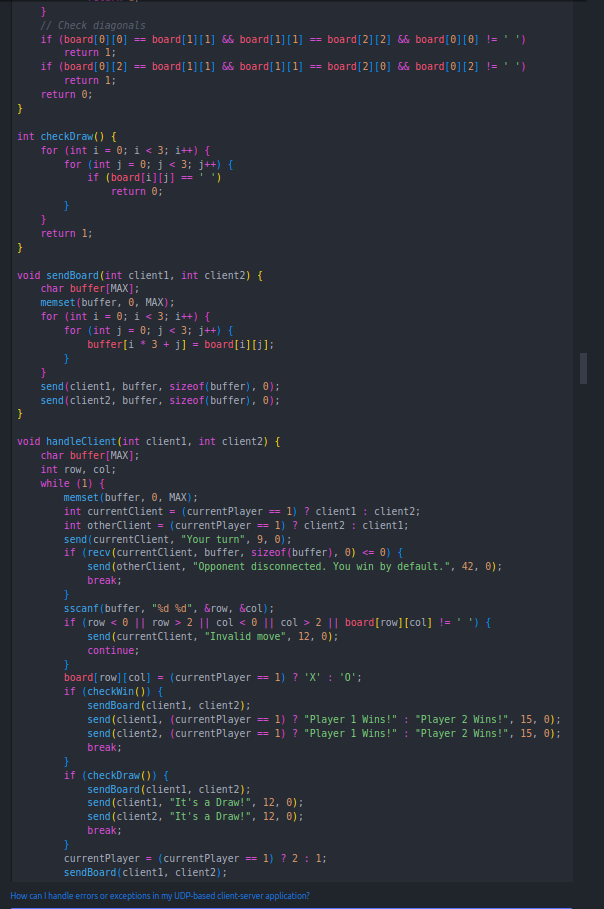 }
    // Check diagonals
    if (board[0][0] == board[1][1] && board[1][1] == board[2][2] && board[0][0] != ' ')
        return 1;
    if (board[0][2] == board[1][1] && board[1][1] == board[2][0] && board[0][2] != ' ')
        return 1;
    return 0;
}

int checkDraw() {
    for (int i = 0; i < 3; i++) {
        for (int j = 0; j < 3; j++) {
            if (board[i][j] == ' ')
                return 0;
        }
    }
    return 1;
}

void sendBoard(int client1, int client2) {
    char buffer[MAX];
    memset(buffer, 0, MAX);
    for (int i = 0; i < 3; i++) {
        for (int j = 0; j < 3; j++) {
            buffer[i * 3 + j] = board[i][j];
        }
    }
    send(client1, buffer, sizeof(buffer), 0);
    send(client2, buffer, sizeof(buffer), 0);
}

void handleClient(int client1, int client2) {
    char buffer[MAX];
    int row, col;
    while (1) {
        memset(buffer, 0, MAX);
        int currentClient = (currentPlayer == 1) ? client1 : client2;
        int otherClient = (currentPlayer == 1) ? client2 : client1;
        send(currentClient, "Your turn", 9, 0);
        if (recv(currentClient, buffer, sizeof(buffer), 0) <= 0) {
            send(otherClient, "Opponent disconnected. You win by default.", 42, 0);
            break;
        }
        sscanf(buffer, "%d %d", &row, &col);
        if (row < 0 || row > 2 || col < 0 || col > 2 || board[row][col] != ' ') {
            send(currentClient, "Invalid move", 12, 0);
            continue;
        }
        board[row][col] = (currentPlayer == 1) ? 'X' : 'O';
        if (checkWin()) {
            sendBoard(client1, client2);
            send(client1, (currentPlayer == 1) ? "Player 1 Wins!" : "Player 2 Wins!", 15, 0);
            send(client2, (currentPlayer == 1) ? "Player 1 Wins!" : "Player 2 Wins!", 15, 0);
            break;
        }
        if (checkDraw()) {
            sendBoard(client1, client2);
            send(client1, "It's a Draw!", 12, 0);
            send(client2, "It's a Draw!", 12, 0);
            break;
        }
        currentPlayer = (currentPlayer == 1) ? 2 : 1;
        sendBoard(client1, client2);
How can I handle errors or exceptions in my UDP-based client-server application?